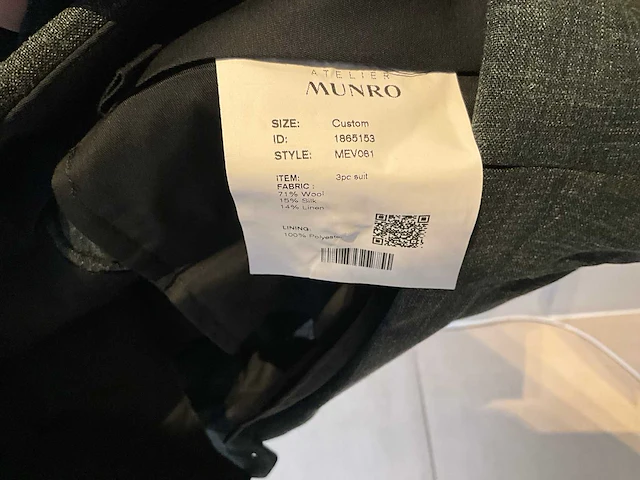 ATELIER
MUNRO
SIZE: Custom
ID: 1865153
STYLE: MEV061
ITEM: 3pc suit
FABRIC:
71% Wool
15% Silk
14% Linen
LINING:
100% Polyester